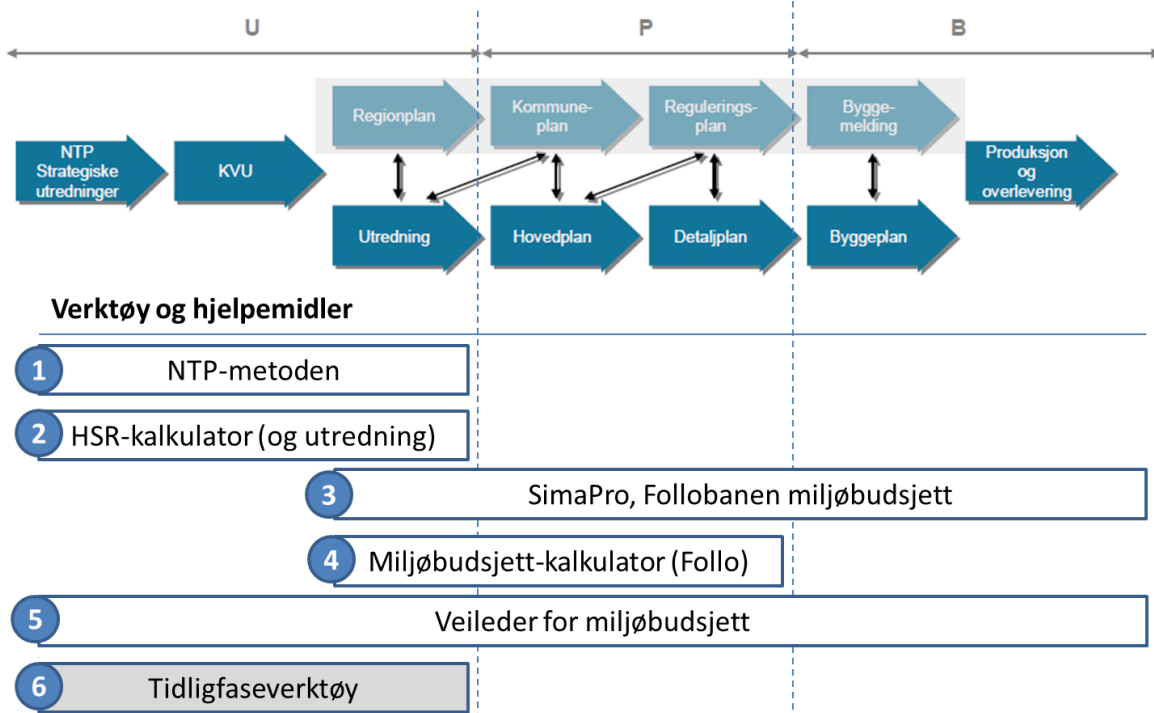 U
P
B
Regionplan
Kommune-
plan
Regulerings-
plan
Bygge-
melding
NTP
Strategiske
utredninger
KVU
Produksjon
og
overlevering
Utredning
Hovedplan
Detaljplan
Byggeplan
Verktøy og hjelpemidler
1 NTP-metoden
2 HSR-kalkulator (og utredning)
3 SimaPro, Follobanen miljøbudsjett
4 Miljøbudsjett-kalkulator (Follo)
5 Veileder for miljøbudsjett
6 Tidligfaseverktøy